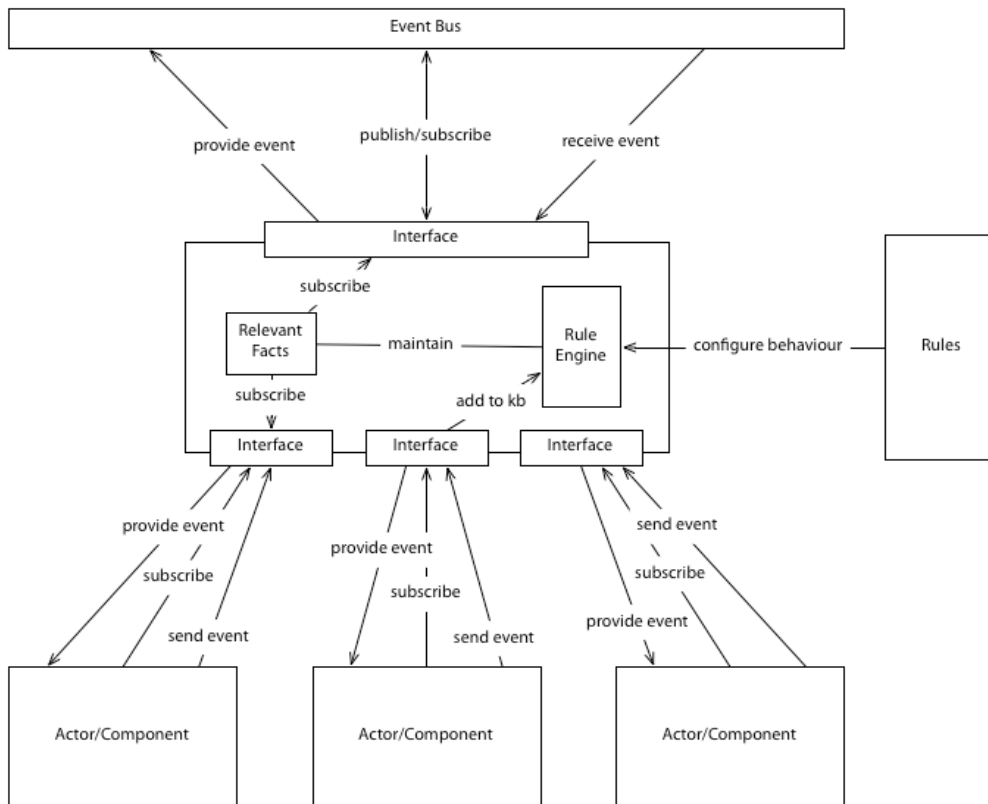 Event Bus
provide event
publish/subscribe
receive event
Interface
subscribe
Relevant
Facts
maintain
Rule
Engine
configure behaviour
Rules
subscribe
add to kb
Interface
Interface
Interface
provide event
subscribe
send event
provide event
subscribe
send event
send event
subscribe
provide event
Actor/Component
Actor/Component
Actor/Component